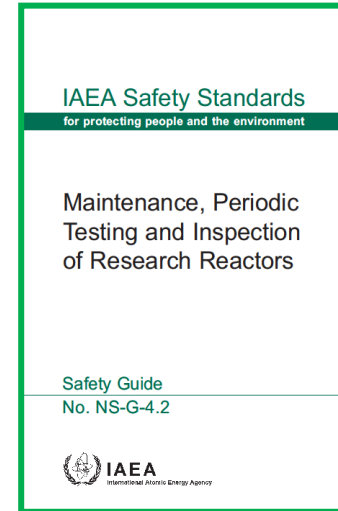 IAEA Safety Standards
for protecting people and the environment
Maintenance, Periodic
Testing and Inspection
of Research Reactors
Safety Guide
No. NS-G-4.2
IAEA
International Atomic Energy Agency